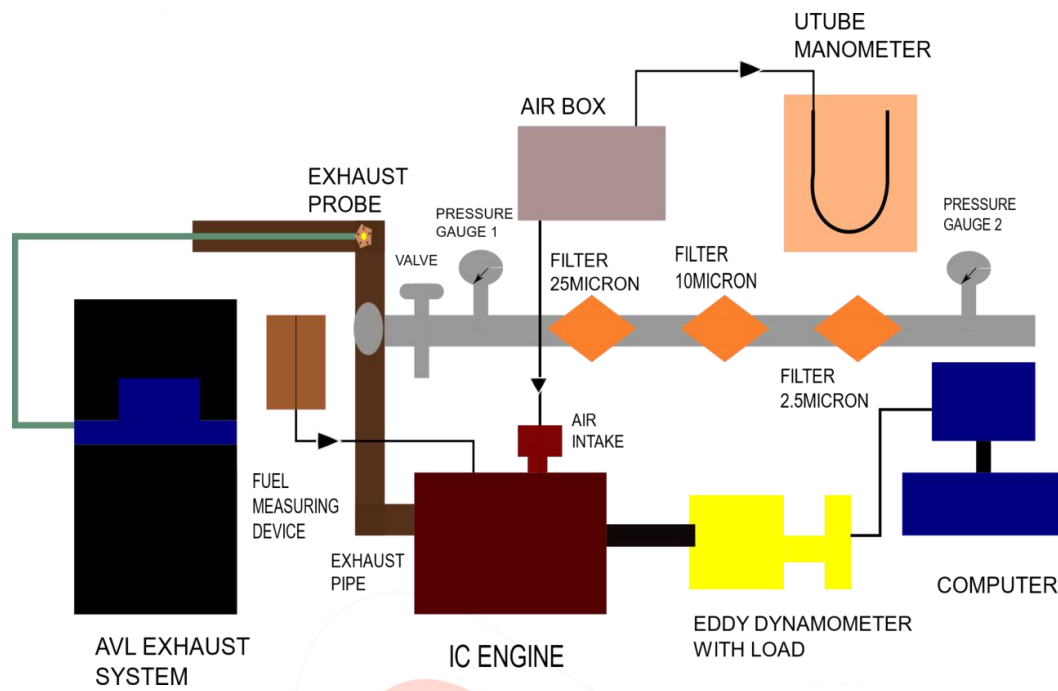 UTUBE
MANOMETER
AIR BOX
EXHAUST
PROBE
PRESSURE
GAUGE 1
PRESSURE
GAUGE 2
VALVE
FILTER
25MICRON
FILTER
10MICRON
FILTER
2.5MICRON
AIR
INTAKE
FUEL
MEASURING
DEVICE
EXHAUST
PIPE
COMPUTER
EDDY DYNAMOMETER
WITH LOAD
IC ENGINE
AVL EXHAUST
SYSTEM